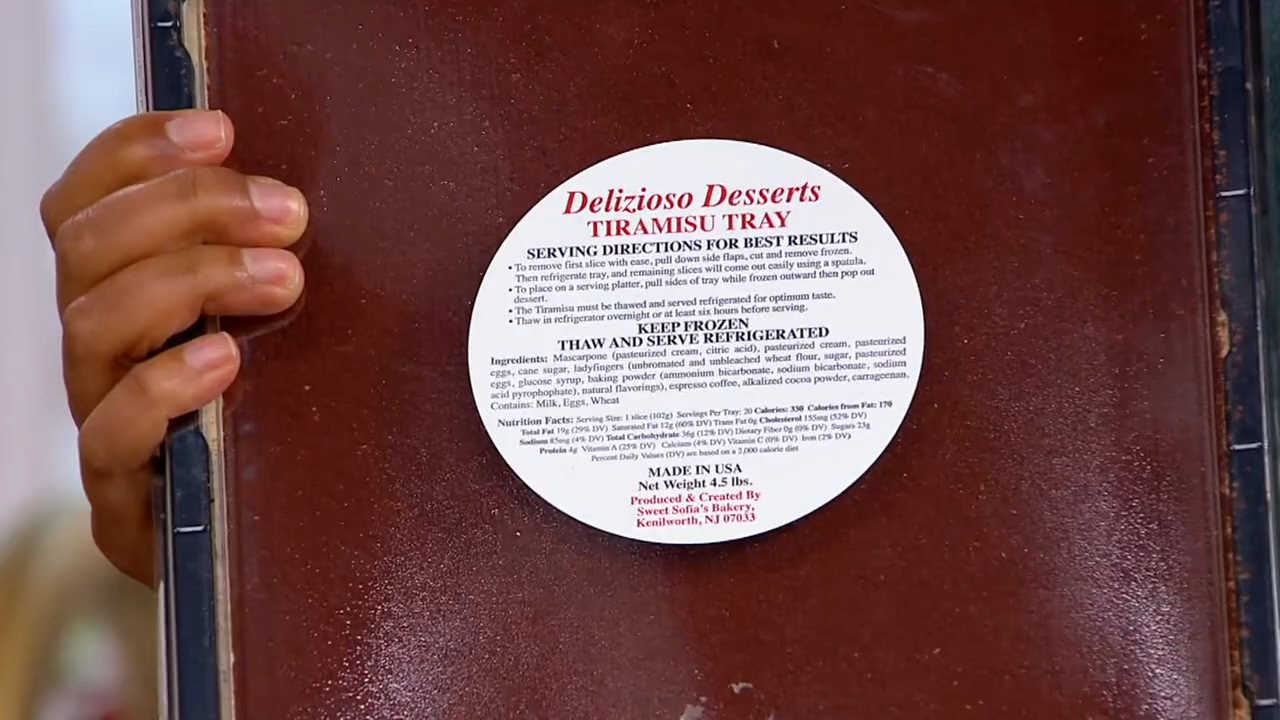 Delizioso Desserts
TIRAMISU TRAY
SERVING DIRECTIONS FOR BEST RESULTS
• To remove first slice with ease, pull down side flaps, cut and remove frozen.
Then refrigerate tray, and remaining slices will come out easily using a spatula.
• To place on a serving platter, pull sides of tray while frozen outward then pop out
dessert.
• The Tiramisu must be thawed and served refrigerated for optimum taste.
• Thaw in refrigerator overnight or at least six hours before serving.
KEEP FROZEN
THAW AND SERVE REFRIGERATED
Ingredients: Mascarpone (pasteurized cream, citric acid), pasteurized cream, pasteurized
eggs, cane sugar, ladyfingers (unbromated and unbleached wheat flour, sugar, pasteurized
eggs, glucose syrup, baking powder (ammonium bicarbonate, sodium bicarbonate, sodium
acid pyrophophate), natural flavorings), espresso coffee, alkalized cocoa powder, carrageenan.
Contains: Milk, Eggs, Wheat
Nutrition Facts: Serving Size: 1 slice (102g) Servings Per Tray: 20 Calories: 330 Calories from Fat: 170
Total Fat 19g (29% DV) Saturated Fat 12g (60% DV) Trans Fat 0g Cholesterol 155mg (52% DV)
Sodium 85mg (4% DV) Total Carbohydrate 36g (12% DV) Dietary Fiber 0g (0% DV) Sugars 23g
Protein 4g Vitamin A (25% DV) Calcium (4% DV) Vitamin C (0% DV) Iron (2% DV)
Percent Daily Values (DV) are based on a 2,000 calorie diet
MADE IN USA
Net Weight 4.5 lbs.
Produced & Created By
Sweet Sofia's Bakery,
Kenilworth, NJ 07033